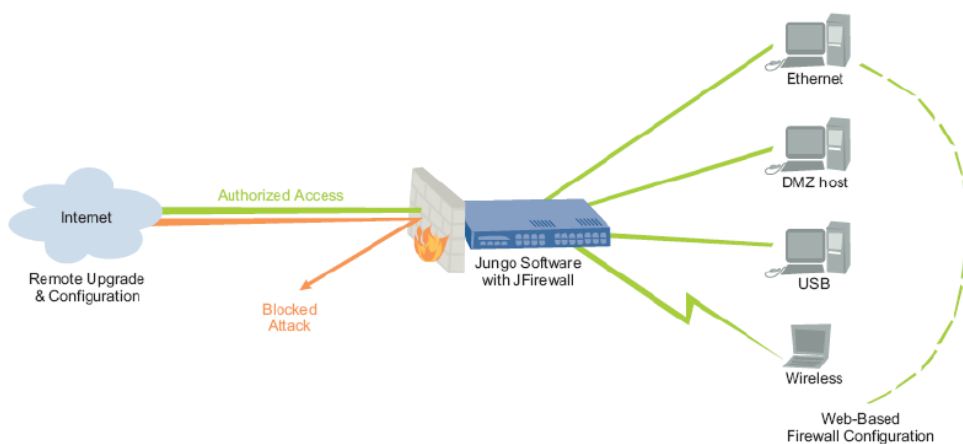 Ethernet
DMZ host
Authorized Access
Internet
Jungo Software
with JFirewall
Remote Upgrade
& Configuration
USB
Blocked
Attack
Wireless
Web-Based
Firewall Configuration